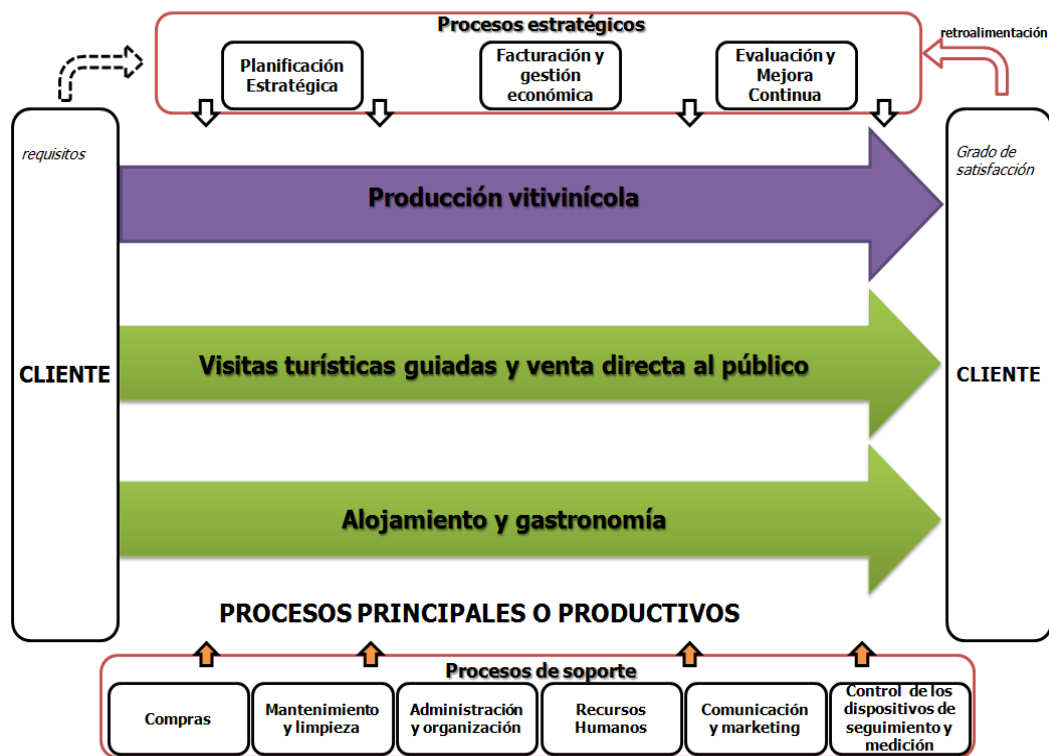 Procesos estratégicos
retroalimentación
Planificación
Estratégica
Facturación y
gestión
económica
Evaluación y
Mejora
Continua
requisitos
Grado de
satisfacción
Producción vitivinícola
CLIENTE
Visitas turísticas guiadas y venta directa al público
CLIENTE
Alojamiento y gastronomía
PROCESOS PRINCIPALES O PRODUCTIVOS
Procesos de soporte
Compras
Mantenimiento
y limpieza
Administración
y organización
Recursos
Humanos
Comunicación
y marketing
Control de los
dispositivos de
seguimiento y
medición